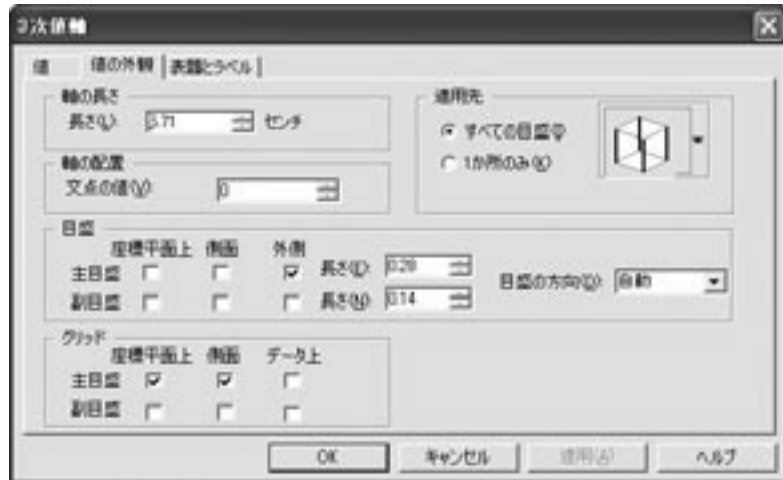 3次値軸
値 値の外観 表題とラベル
軸の長さ
長さ(L): 5.71 センチ
軸の配置
交点の値(V): 0
適用先
すべての目盛
1か所のみ(K)
目盛
座標平面上 側面 外側
主目盛 長さ(E): 0.28
副目盛 長さ(N): 0.14
目盛の方向(D): 自動
グリッド
座標平面上 側面 データ上
主目盛
副目盛
OK キャンセル 適用(A) ヘルプ